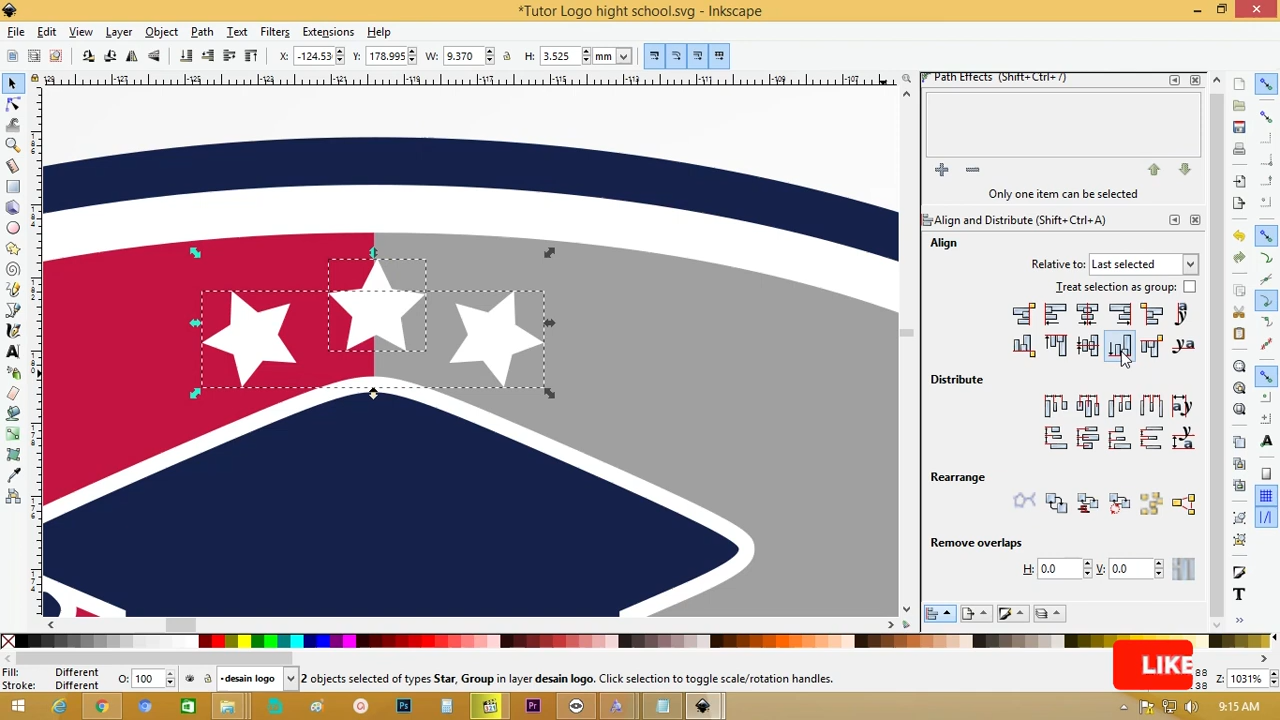 *Tutor Logo hight school.svg - Inkscape
File Edit View Layer Object Path Text Filters Extensions Help
X: -124.53 Y: 178.995 W: 9.370 H: 3.525 mm
Path Effects (Shift+Ctrl+7)
Only one item can be selected
Align and Distribute (Shift+Ctrl+A)
Align
Relative to: Last selected
Treat selection as group:
Distribute
Rearrange
Remove overlaps
H: 0.0 V: 0.0
Fill: Different
Stroke: Different
O: 100
desain logo
2 objects selected of types Star, Group in layer desain logo. Click selection to toggle scale/rotation handles.
LIKE
Z: 1031%
9:15 AM